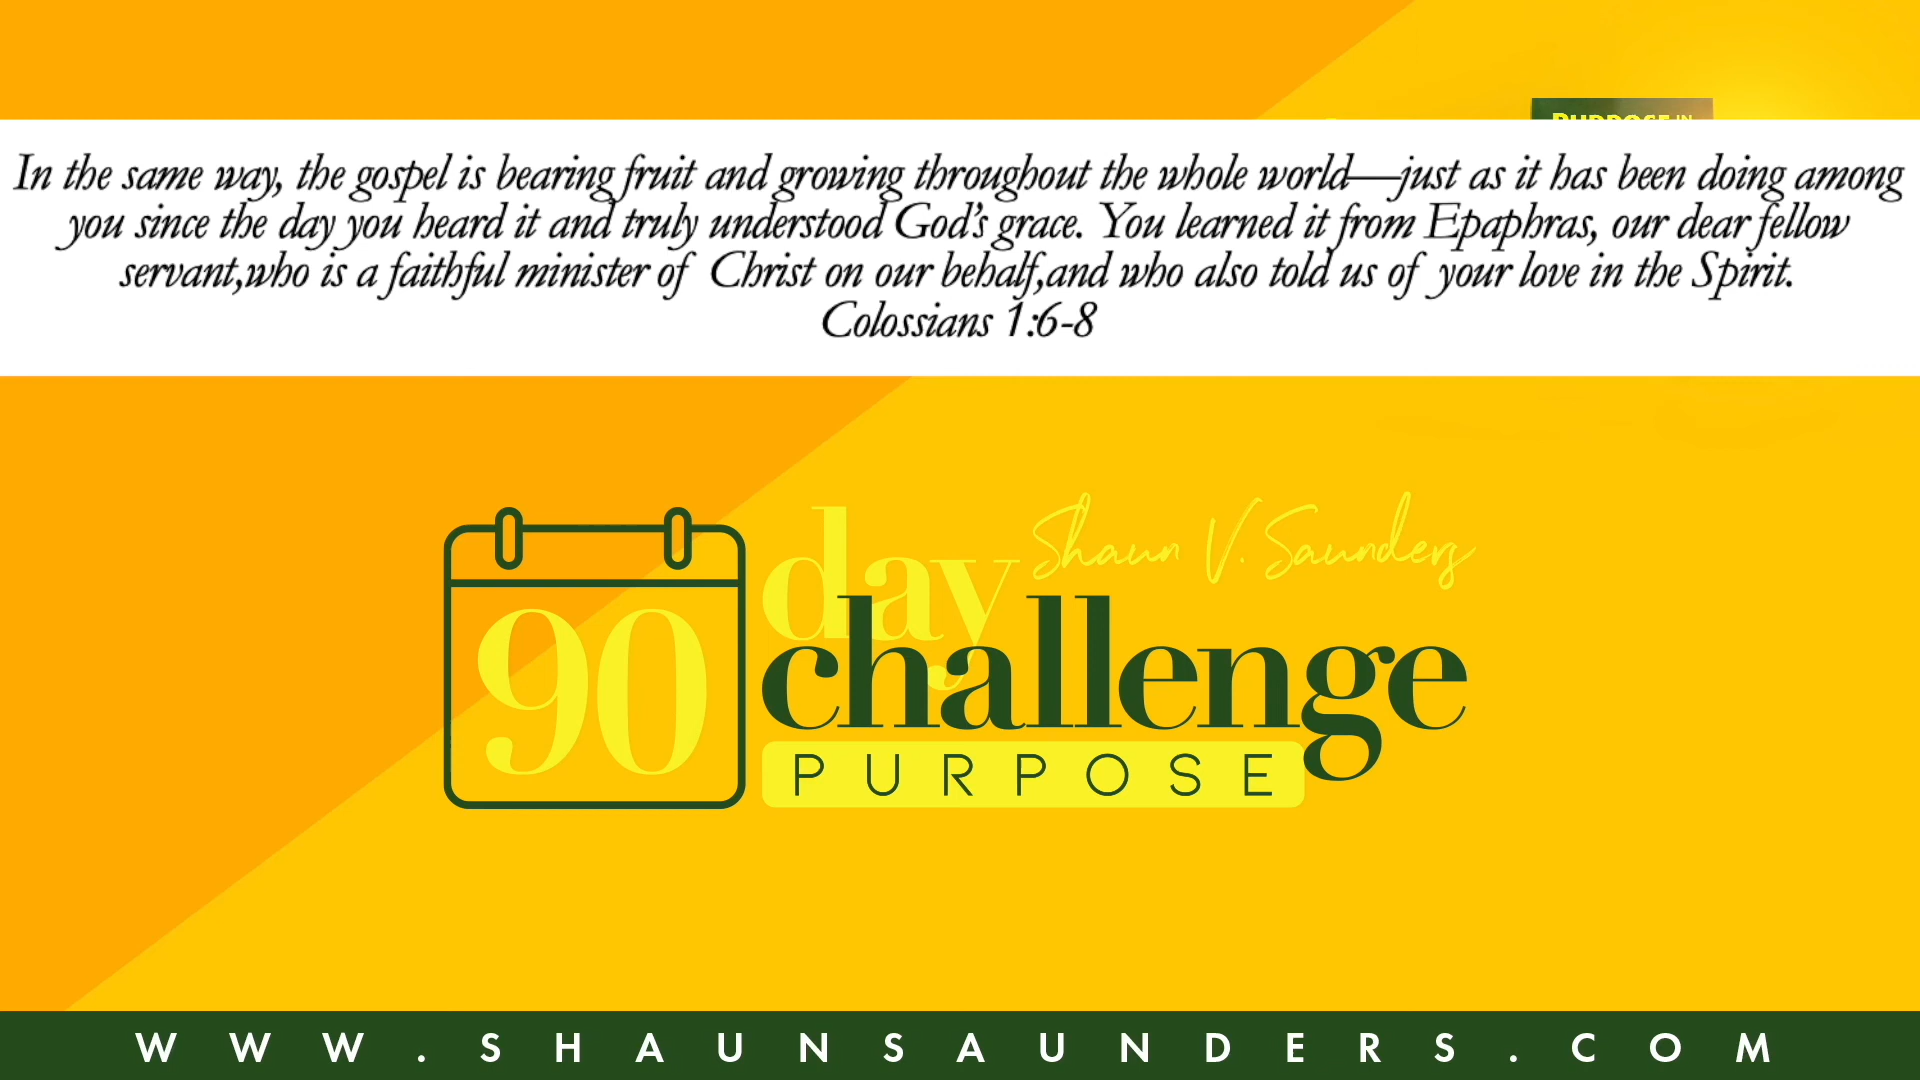 PURPOSE IN
In the same way, the gospel is bearing fruit and growing throughout the whole world—just as it has been doing among
you since the day you heard it and truly understood God's grace. You learned it from Epaphras, our dear fellow
servant,who is a faithful minister of Christ on our behalf,and who also told us of your love in the Spirit.
Colossians 1:6-8
Shaun V. Saunders
90 day
challenge
PURPOSE
WWW.SHAUNSAUNDERS.COM